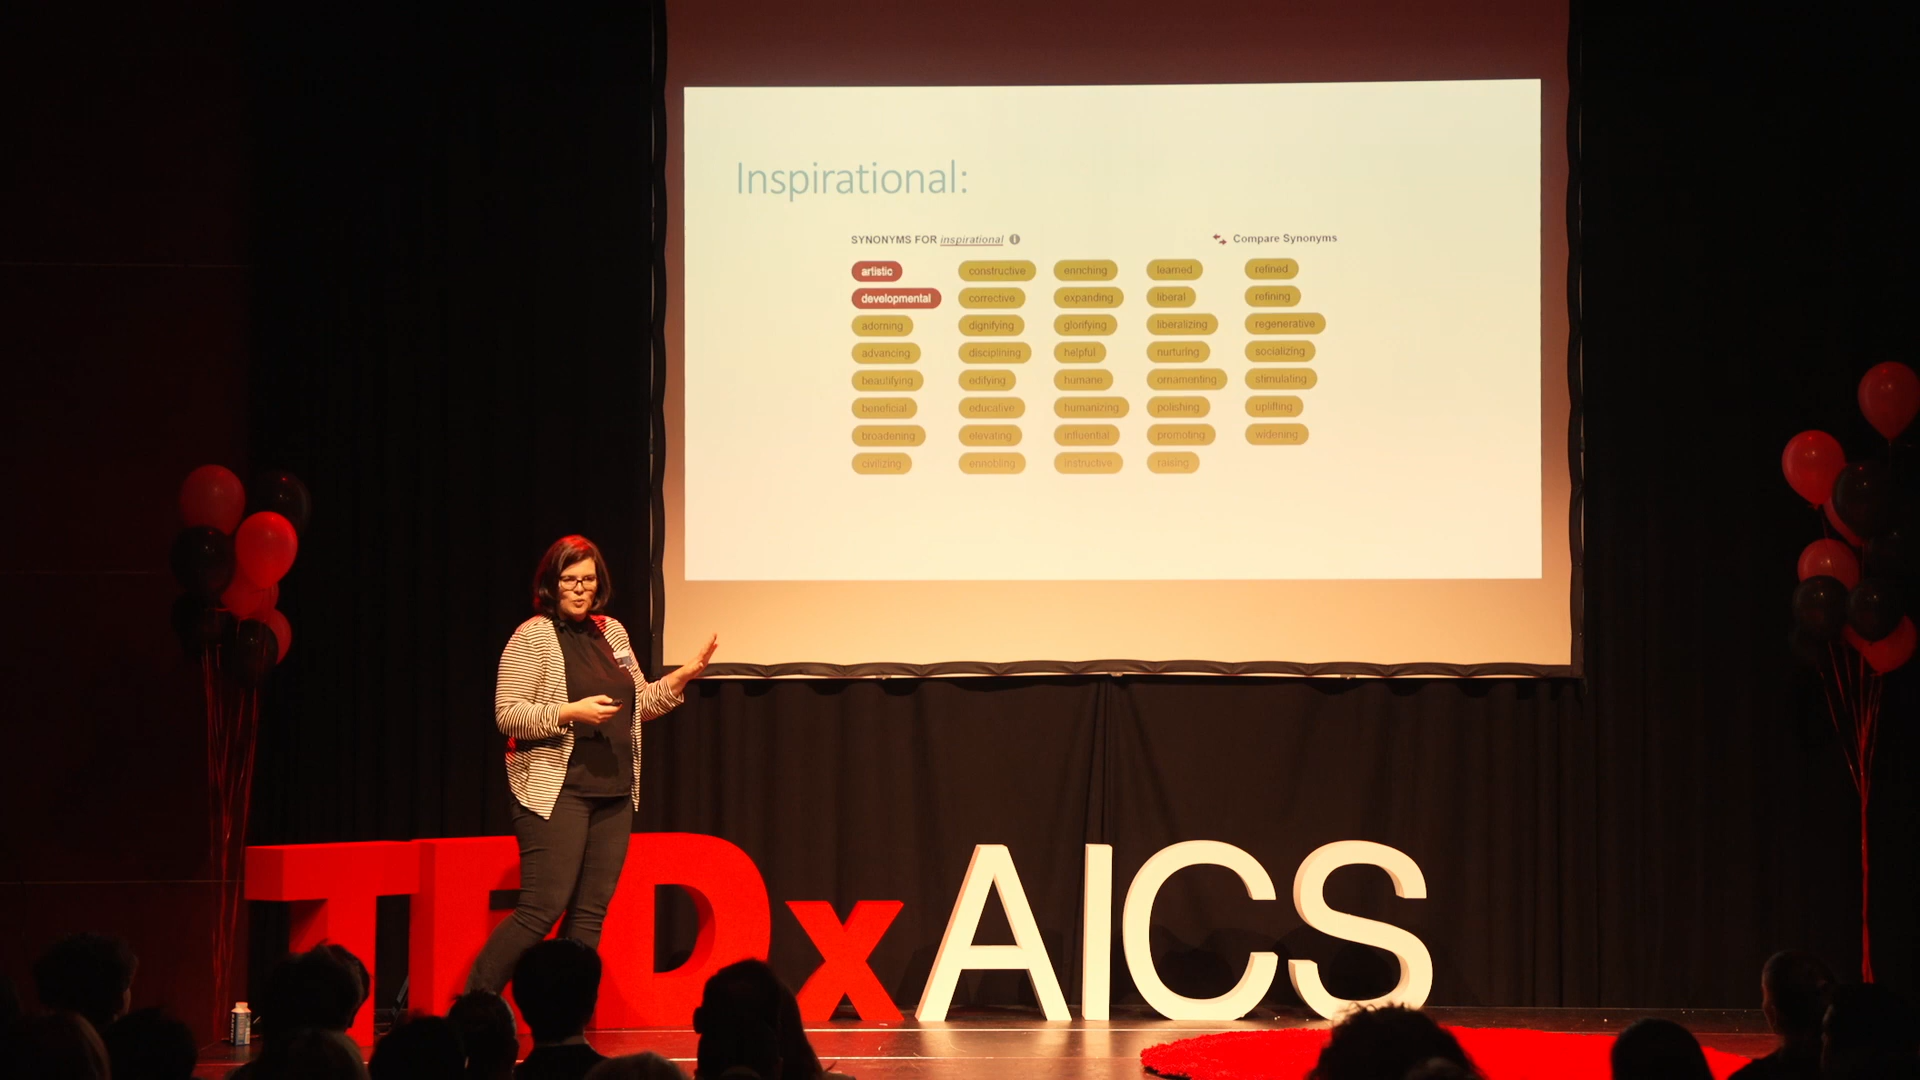 Inspirational:
SYNONYMS FOR inspirational
Compare Synonyms
artistic constructive enriching learned refined
developmental corrective expanding liberal refining
adorning dignifying glorifying liberalizing regenerative
advancing disciplining helpful nurturing socializing
beautifying edifying humane ornamenting stimulating
beneficial educative humanizing polishing uplifting
broadening elevating influential promoting widening
civilizing ennobling instructive raising
TEDxAICS